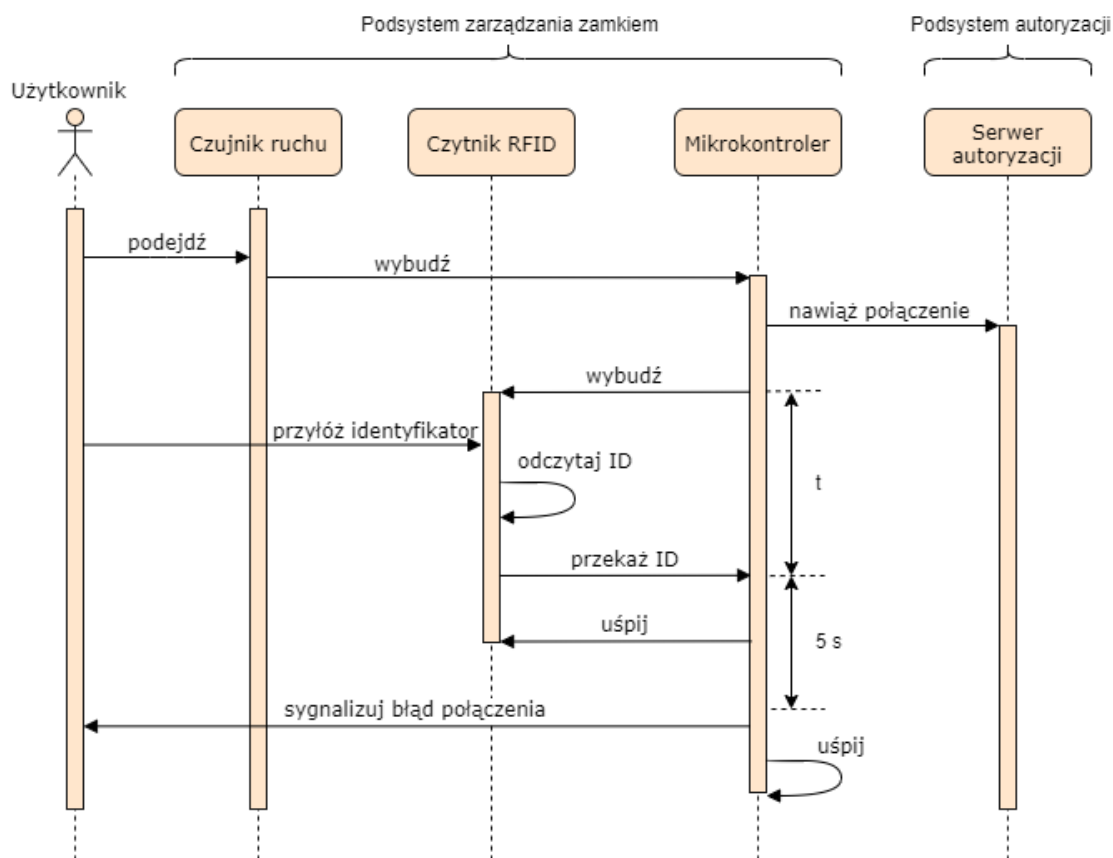 Podsystem zarządzania zamkiem
Podsystem autoryzacji
Użytkownik
Czujnik ruchu
Czytnik RFID
Mikrokontroler
Serwer
autoryzacji
podejdź
wybudź
nawiąż połączenie
wybudź
przyłóż identyfikator
odczytaj ID
t
przekaż ID
uśpij
5 s
sygnalizuj błąd połączenia
uśpij